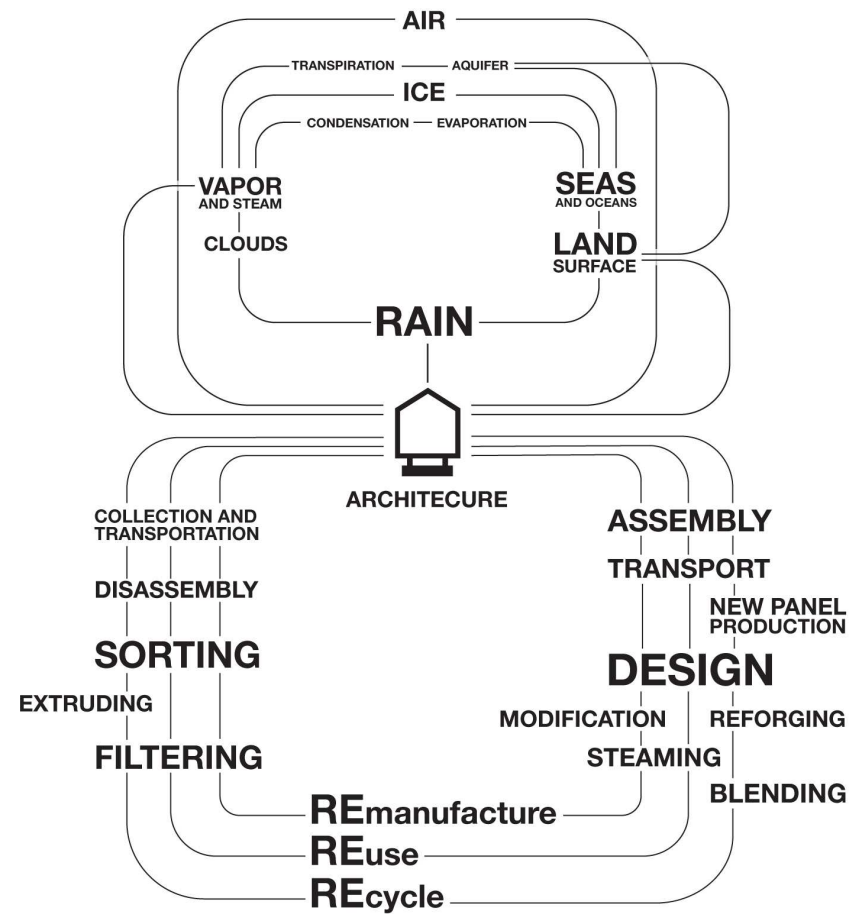 AIR
TRANSPIRATION
AQUIFER
ICE
CONDENSATION
EVAPORATION
VAPOR
AND STEAM
SEAS
AND OCEANS
CLOUDS
LAND
SURFACE
RAIN
ARCHITECURE
COLLECTION AND
TRANSPORTATION
ASSEMBLY
TRANSPORT
DISASSEMBLY
NEW PANEL
PRODUCTION
SORTING
DESIGN
EXTRUDING
MODIFICATION
REFORGING
FILTERING
STEAMING
BLENDING
REmanufacture
REuse
REcycle